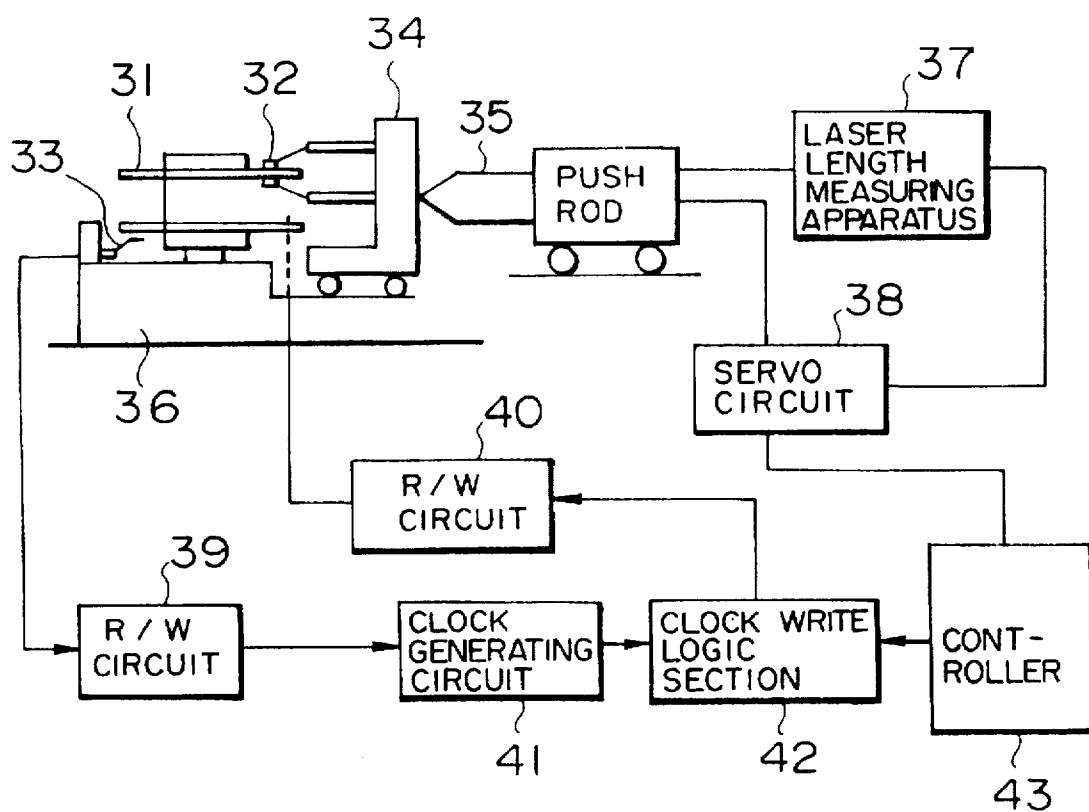 34
37
31
32
35
33
LASER
LENGTH
MEASURING
APPARATUS
PUSH
ROD
38
SERVO
CIRCUIT
36
40
R/W
CIRCUIT
39
R/W
CIRCUIT
CLOCK
GENERATING
CIRCUIT
CLOCK WRITE
LOGIC
SECTION
CONT-
ROLLER
41
42
43